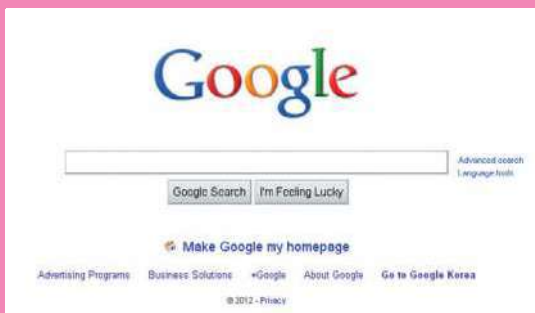 Google
Advanced search
Language tools
Google Search I'm Feeling Lucky
Make Google my homepage
Advertising Programs Business Solutions +Google About Google Go to Google Korea
© 2012 - Privacy